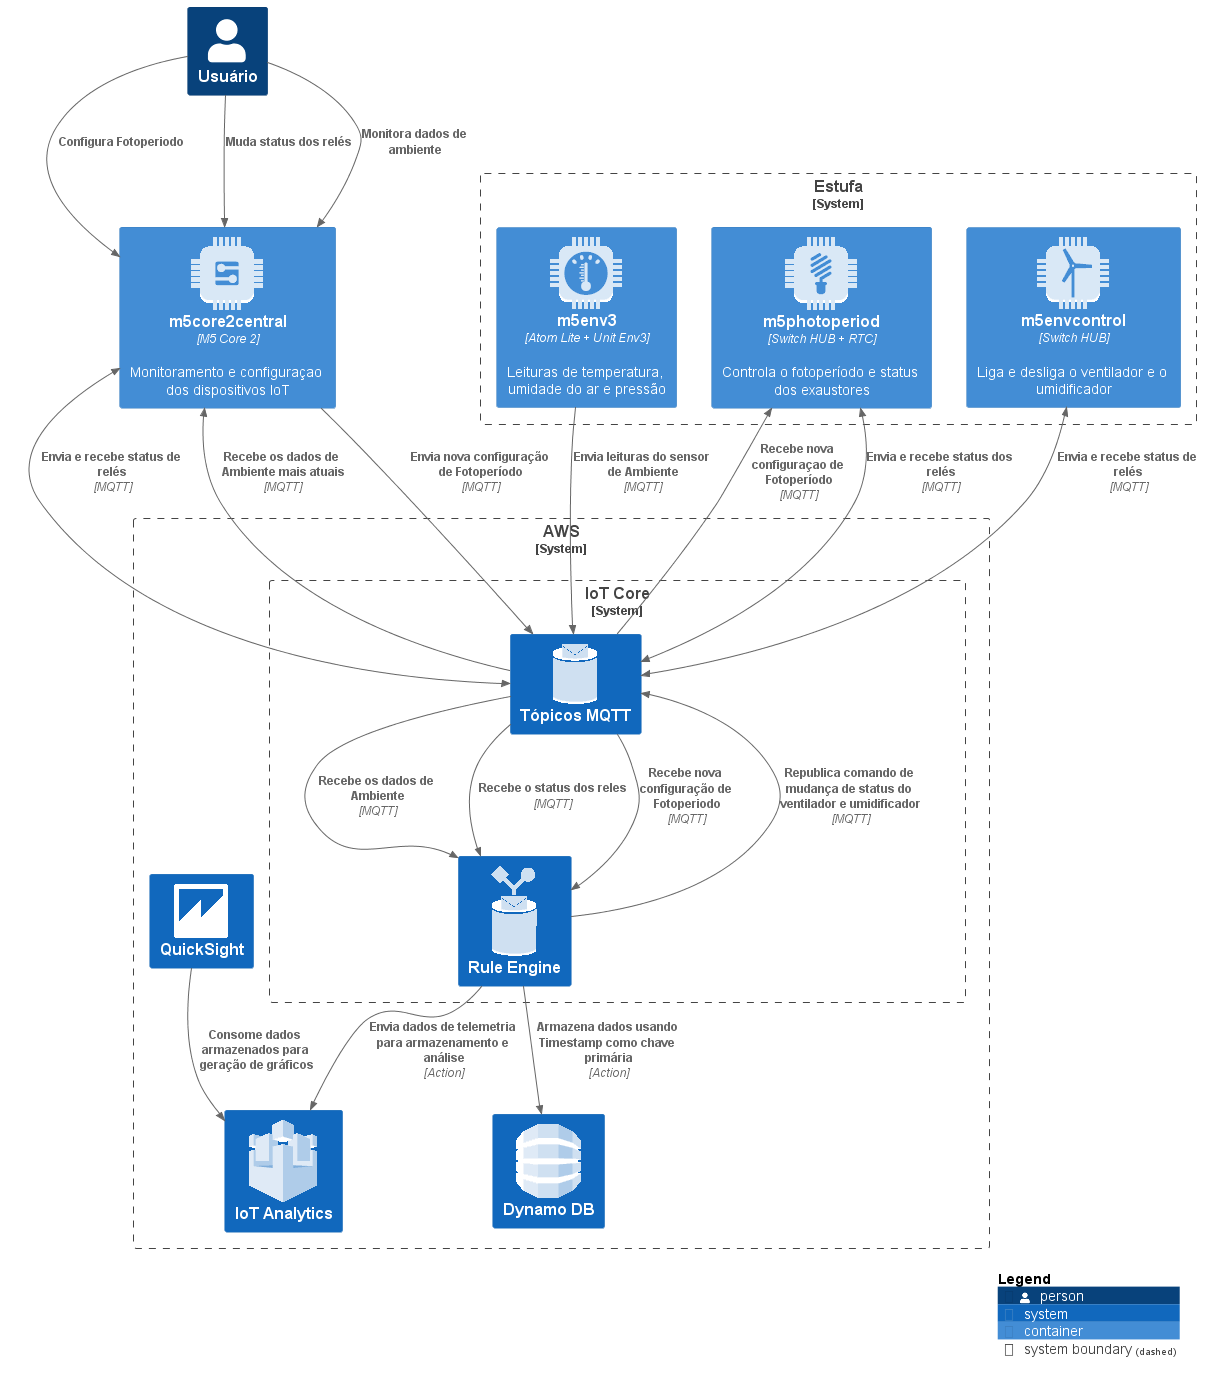 Usuário
Configura Fotoperiodo
Muda status dos relés
Monitora dados de
ambiente
Estufa
[System]
m5core2central
[M5 Core 2]
Monitoramento e configuraçao
dos dispositivos IoT
m5env3
[Atom Lite + Unit Env3]
Leituras de temperatura,
umidade do ar e pressão
m5photoperiod
[Switch HUB + RTC]
Controla o fotoperíodo e status
dos exaustores
m5envcontrol
[Switch HUB]
Liga e desliga o ventilador e o
umidificador
Envia e recebe status de
relés
[MQTT]
Recebe os dados de
Ambiente mais atuais
[MQTT]
Envia nova configuração
de Fotoperíodo
[MQTT]
Envia leituras do sensor
de Ambiente
[MQTT]
Recebe nova
configuraçao de
Fotoperíodo
[MQTT]
Envia e recebe status dos
relés
[MQTT]
Envia e recebe status de
relés
[MQTT]
AWS
[System]
IoT Core
[System]
Tópicos MQTT
Recebe os dados de
Ambiente
[MQTT]
Recebe o status dos reles
[MQTT]
Recebe nova
configuração de
Fotoperiodo
[MQTT]
Republica comando de
mudança de status do
ventilador e umidificador
[MQTT]
QuickSight
Rule Engine
Consome dados
armazenados para
geração de gráficos
Envia dados de telemetria
para armazenamento e
análise
[Action]
Armazena dados usando
Timestamp como chave
primária
[Action]
IoT Analytics
Dynamo DB
Legend
person
system
container
system boundary (dashed)